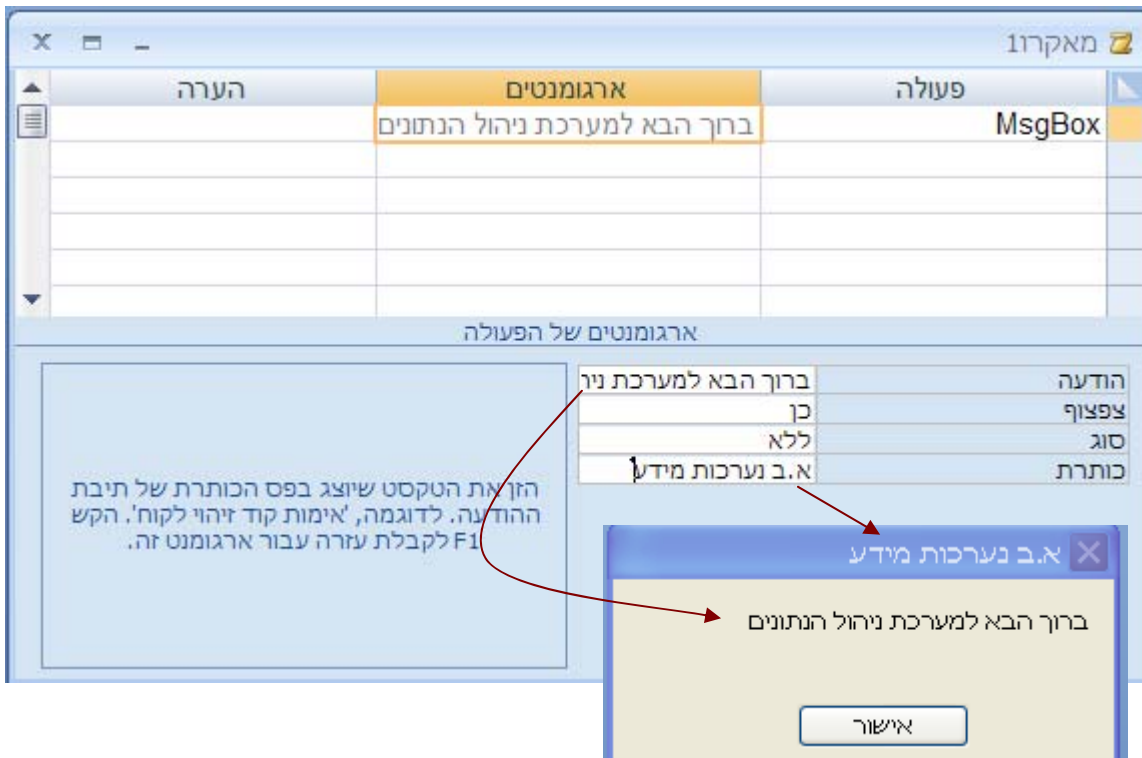 מאקרו1
פעולה ארגומנטים הערה
MsgBox ברוך הבא למערכת ניהול הנתונים
ארגומנטים של הפעולה
הודעה ברוך הבא למערכת ניר
צפצוף כן
סוג ללא
כותרת א.ב נערכות מידע
הזן את הטקסט שיוצג בפס הכותרת של תיבת
ההודעה. לדוגמה, 'אימות קוד זיהוי לקוח'. הקש
F1 לקבלת עזרה עבור ארגומנט זה.
א.ב נערכות מידע
ברוך הבא למערכת ניהול הנתונים
אישור